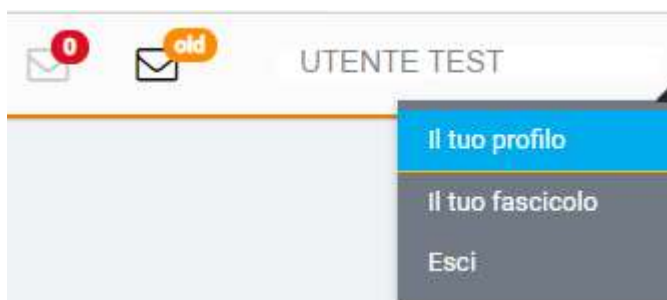 0
old
UTENTE TEST
Il tuo profilo
Il tuo fascicolo
Esci